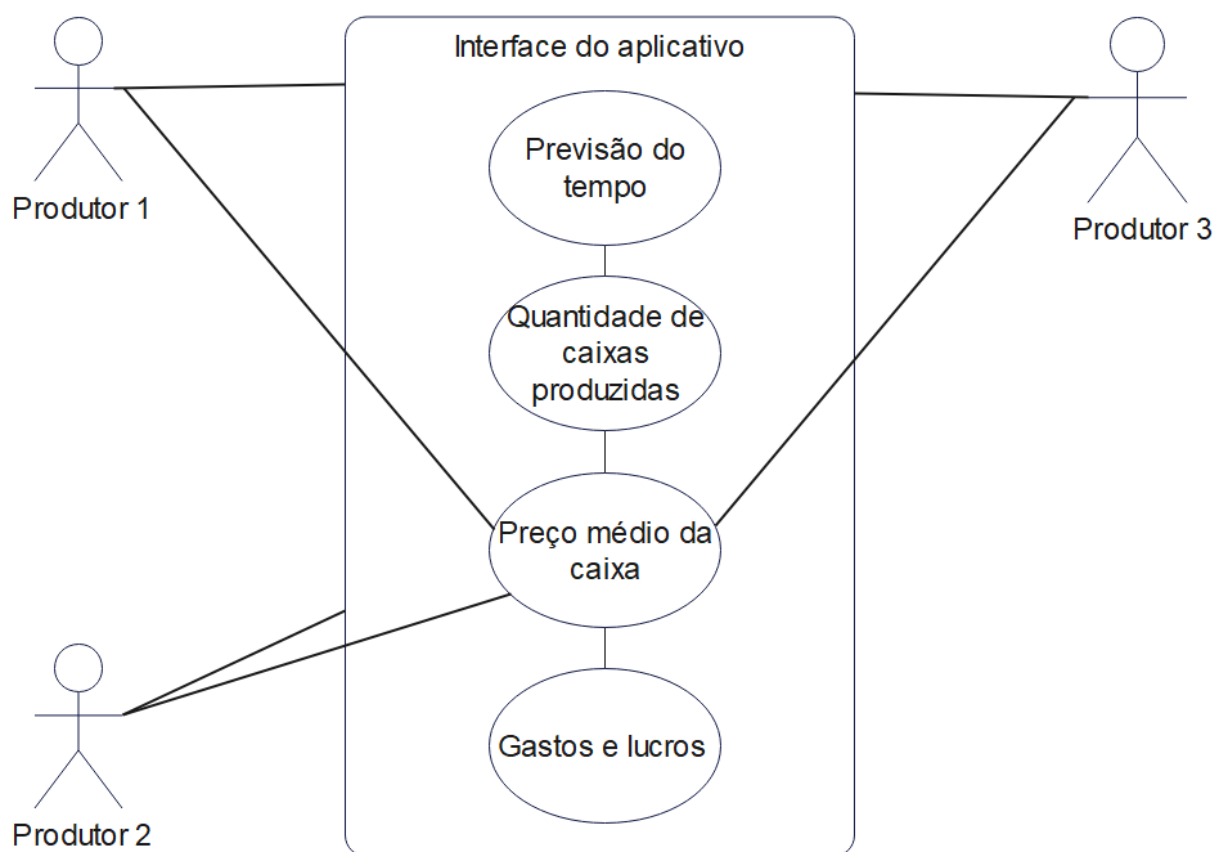 Interface do aplicativo
Previsão do
tempo
Produtor 1
Produtor 3
Quantidade de
caixas
produzidas
Preço médio da
caixa
Gastos e lucros
Produtor 2